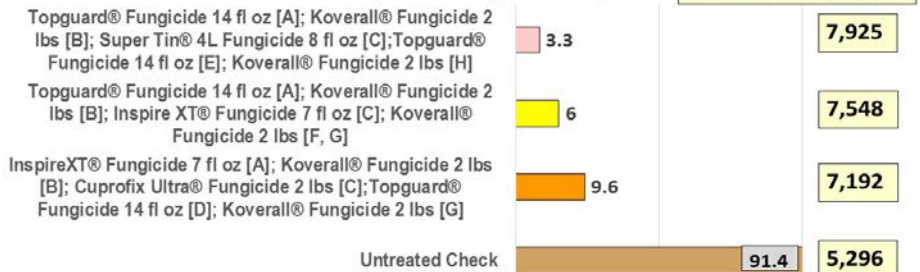 Topguard® Fungicide 14 fl oz [A]; Koverall® Fungicide 2
lbs [B]; Super Tin® 4L Fungicide 8 fl oz [C];Topguard®
Fungicide 14 fl oz [E]; Koverall® Fungicide 2 lbs [H]
3.3
7,925
Topguard® Fungicide 14 fl oz [A]; Koverall® Fungicide 2
lbs [B]; Inspire XT® Fungicide 7 fl oz [C]; Koverall®
Fungicide 2 lbs [F, G]
6
7,548
InspireXT® Fungicide 7 fl oz [A]; Koverall® Fungicide 2 lbs
[B]; Cuprofix Ultra® Fungicide 2 lbs [C];Topguard®
Fungicide 14 fl oz [D]; Koverall® Fungicide 2 lbs [G]
9.6
7,192
Untreated Check
91.4
5,296